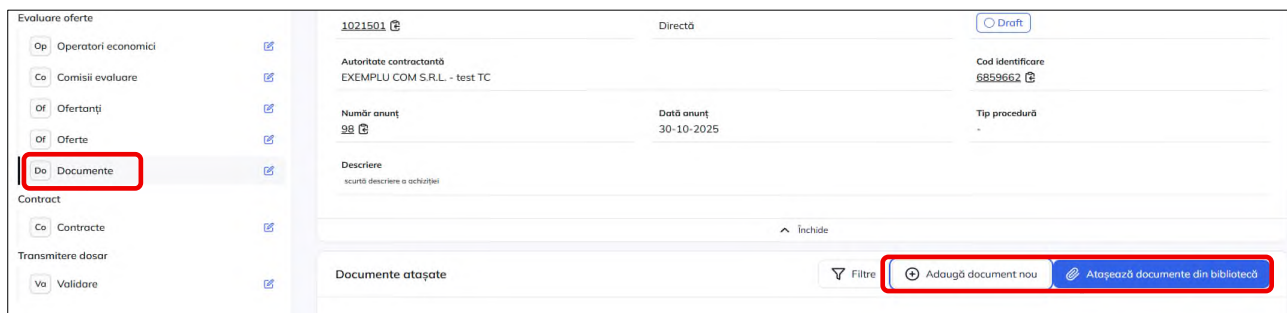 Evaluare oferte
Op Operatori economici
Co Comisii evaluare
Of Ofertanți
Of Oferte
Do Documente
Contract
Co Contracte
Transmitere dosar
Va Validare
1021501 Directă Draft
Autoritate contractantă Cod identificare
EXEMPLU COM S.R.L. - test TC 6859662
Număr anunț Dată anunț Tip procedură
98 30-10-2025 -
Descriere
scurtă descriere a achiziției
Închide
Documente atașate Filtre Adaugă document nou Atașează documente din bibliotecă